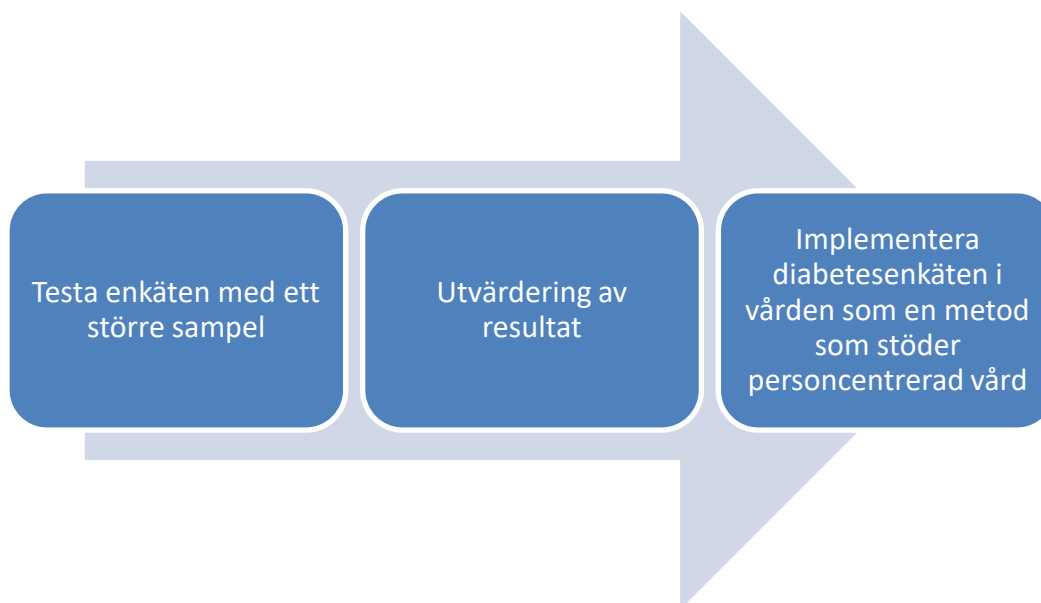 Testa enkäten med ett
större sampel
Utvärdering av
resultat
Implementera
diabetesenkäten i
vården som en metod
som stöder
personcentrerad vård